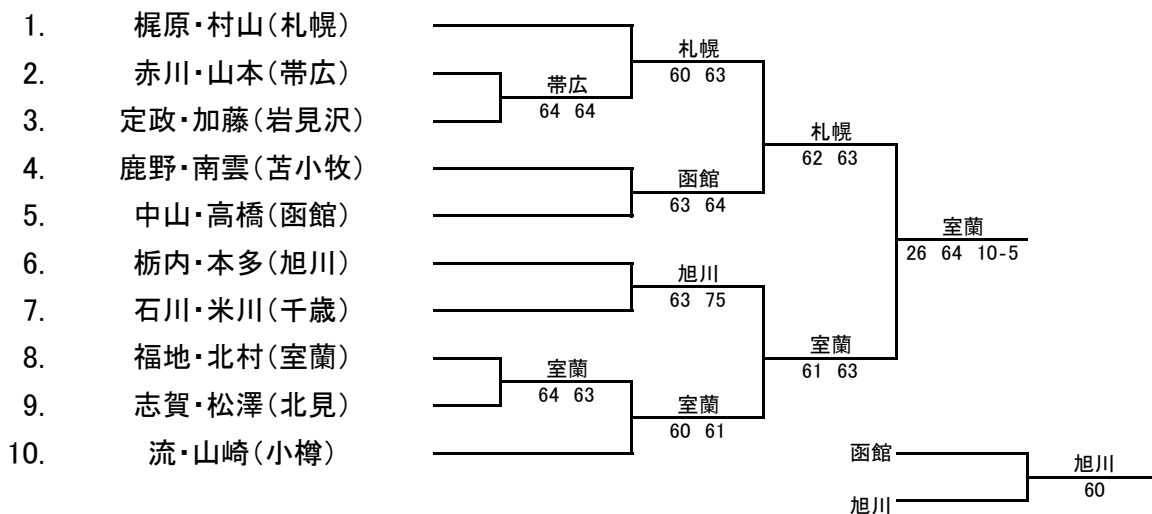 1. 梶原・村山(札幌)
2. 赤川・山本(帯広)
3. 定政・加藤(岩見沢)
4. 鹿野・南雲(苫小牧)
5. 中山・高橋(函館)
6. 栃内・本多(旭川)
7. 石川・米川(千歳)
8. 福地・北村(室蘭)
9. 志賀・松澤(北見)
10. 流・山崎(小樽)
帯広
64 64
室蘭
64 63
札幌
60 63
函館
63 64
旭川
63 75
室蘭
60 61
札幌
62 63
室蘭
61 63
室蘭
26 64 10-5
函館
旭川
旭川
60